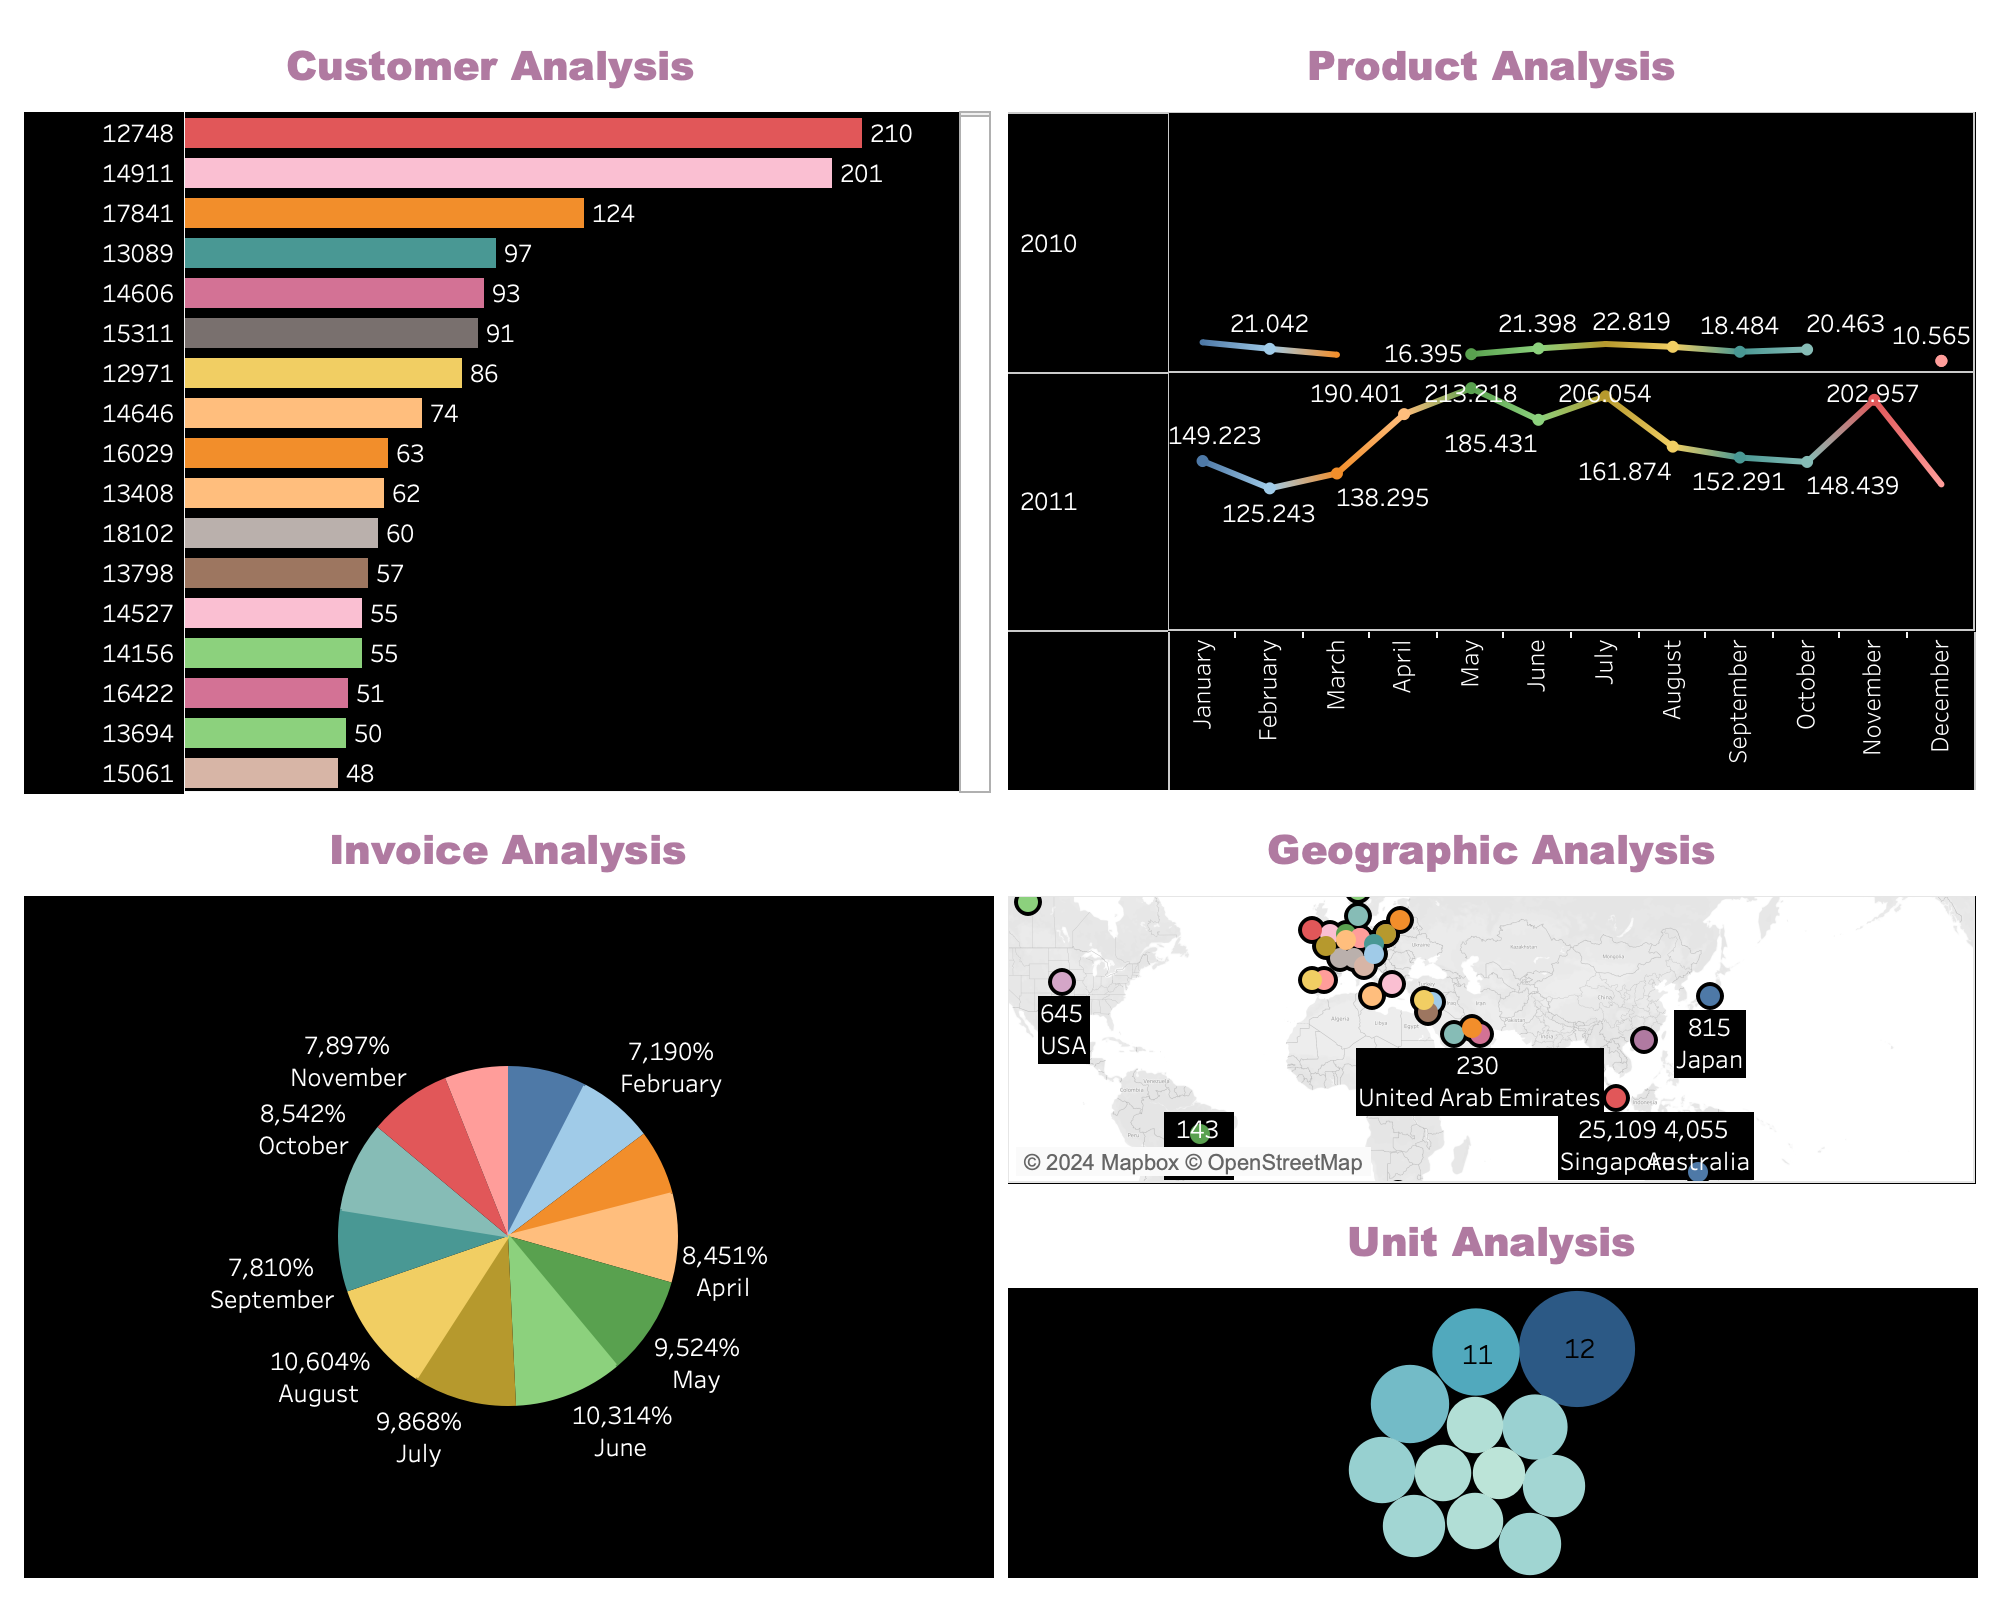 Customer Analysis
12748 210
14911 201
17841 124
13089 97
14606 93
15311 91
12971 86
14646 74
16029 63
13408 62
18102 60
13798 57
14527 55
14156 55
16422 51
13694 50
15061 48
Product Analysis
2010
21.042
16.395
21.398
22.819
18.484
20.463
10.565
2011
149.223
125.243
138.295
190.401
213.218
185.431
206.054
161.874
152.291
148.439
202.957
January
February
March
April
May
June
July
August
September
October
November
December
Invoice Analysis
7,897%
November
7,190%
February
8,542%
October
8,451%
April
7,810%
September
9,524%
May
10,604%
August
9,868%
July
10,314%
June
Geographic Analysis
645
USA
815
Japan
230
United Arab Emirates
143
25,109
Singapore
4,055
Australia
© 2024 Mapbox © OpenStreetMap
Unit Analysis
11
12